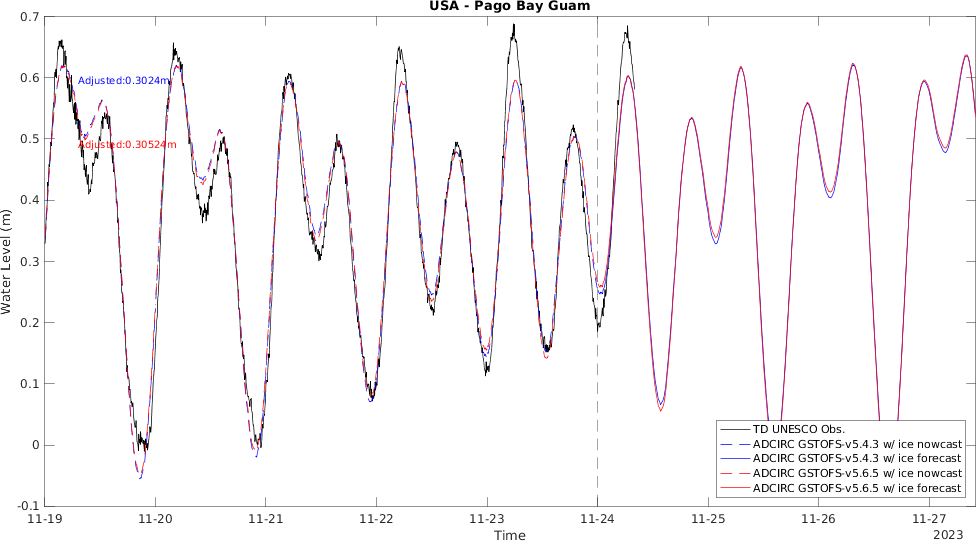 USA - Pago Bay Guam
0.7
0.6
0.5
0.4
0.3
0.2
0.1
0
-0.1
Water Level (m)
Adjusted:0.3024m
Adjusted:0.30524m
TD UNESCO Obs.
ADCIRC GSTOFS-v5.4.3 w/ ice nowcast
ADCIRC GSTOFS-v5.4.3 w/ ice forecast
ADCIRC GSTOFS-v5.6.5 w/ ice nowcast
ADCIRC GSTOFS-v5.6.5 w/ ice forecast
11-19 11-20 11-21 11-22 11-23 11-24 11-25 11-26 11-27
Time
2023